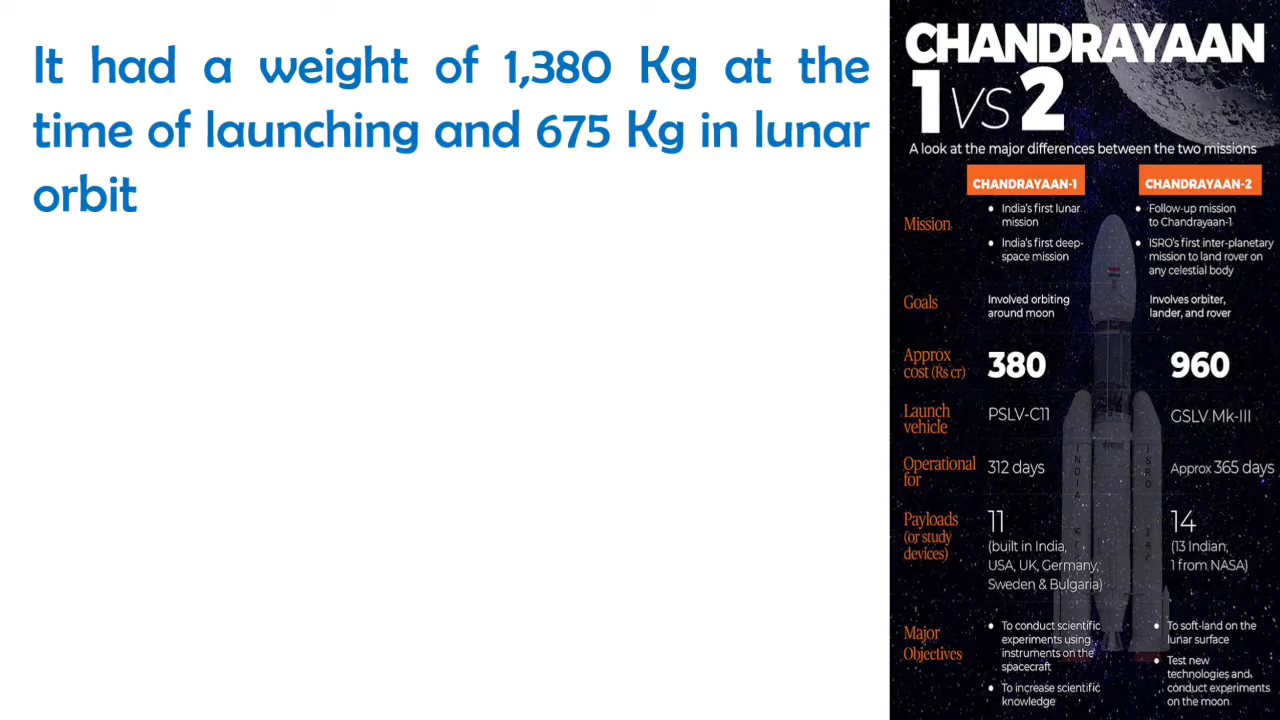 It had a weight of 1,380 Kg at the
time of launching and 675 Kg in lunar
orbit
CHANDRAYAAN
1 VS 2
A look at the major differences between the two missions
CHANDRAYAAN-1
CHANDRAYAAN-2
Mission
• India's first lunar
mission
• India's first deep-
space mission
• Follow-up mission
to Chandrayaan-1
• ISRO's first inter-planetary
mission to land rover on
any celestial body
Goals
Involved orbiting
around moon
Involves orbiter,
lander, and rover
Approx
cost (Rs cr)
380
960
Launch
vehicle
PSLV-C11
GSLV Mk-III
Operational
for
312 days
Approx 365 days
Payloads
(or study
devices)
11
(built in India,
USA, UK, Germany,
Sweden & Bulgaria)
14
(13 Indian,
1 from NASA)
Major
Objectives
• To conduct scientific
experiments using
instruments on the
spacecraft
• To increase scientific
knowledge
• To soft-land on the
lunar surface
• Test new
technologies and
conduct experiments
on the moon
INDIA
ISRO